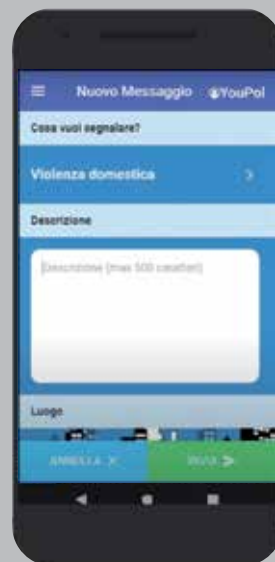 Nuovo Messaggio YouPol
Cosa vuoi segnalare?
Violenza domestica
Descrizione
Descrizione (max 500 caratteri)
Luogo
ANNULLA X INVIA